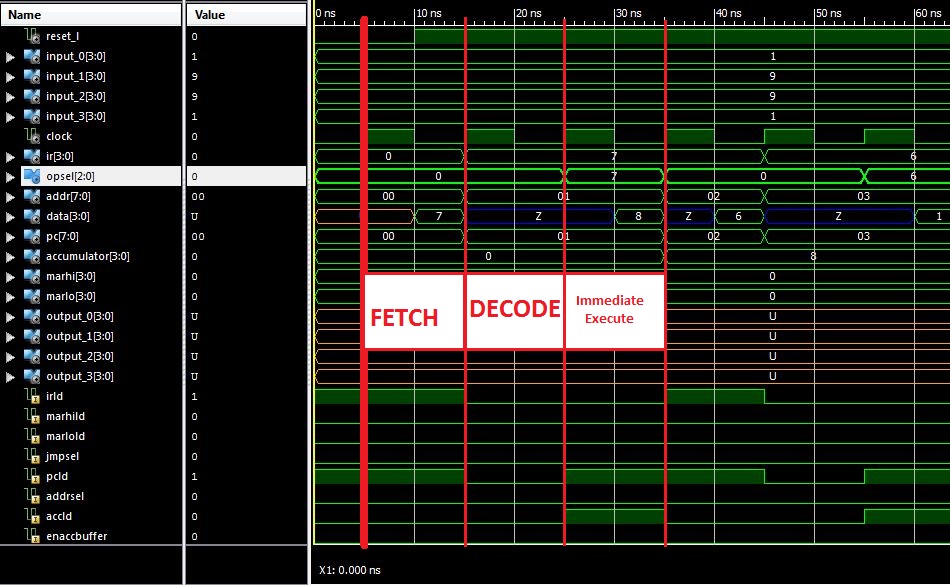 Name Value 0 ns 10 ns 20 ns 30 ns 40 ns 50 ns 60 ns
reset_l 0
input_0[3:0] 1 1
input_1[3:0] 9 9
input_2[3:0] 9 9
input_3[3:0] 1 1
clock 0
ir[3:0] 0 0 7 6
opsel[2:0] 0 0 7 0 6
addr[7:0] 00 00 01 02 03
data[3:0] U 7 Z 8 Z 6 Z 1
pc[7:0] 00 00 01 02 03
accumulator[3:0] 0 0 8
marhi[3:0] 0 0
marlo[3:0] 0 0
output_0[3:0] U U
output_1[3:0] U U
output_2[3:0] U U
output_3[3:0] U U
FETCH
DECODE
Immediate
Execute
irld 1
marhild 0
marlold 0
jmpsel 0
pcld 1
addrsel 0
accld 0
enaccbuffer 0
X1: 0.000 ns